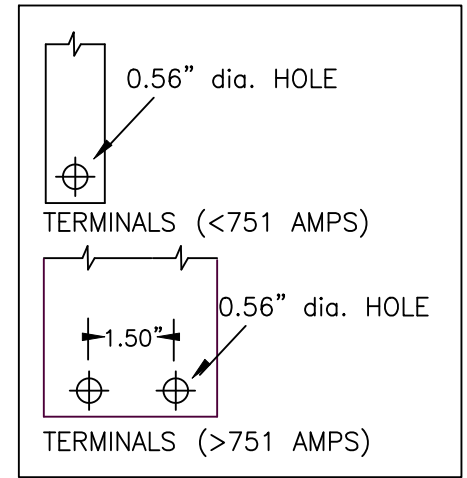 0.56" dia. HOLE
TERMINALS (<751 AMPS)
0.56" dia. HOLE
1.50"
TERMINALS (>751 AMPS)